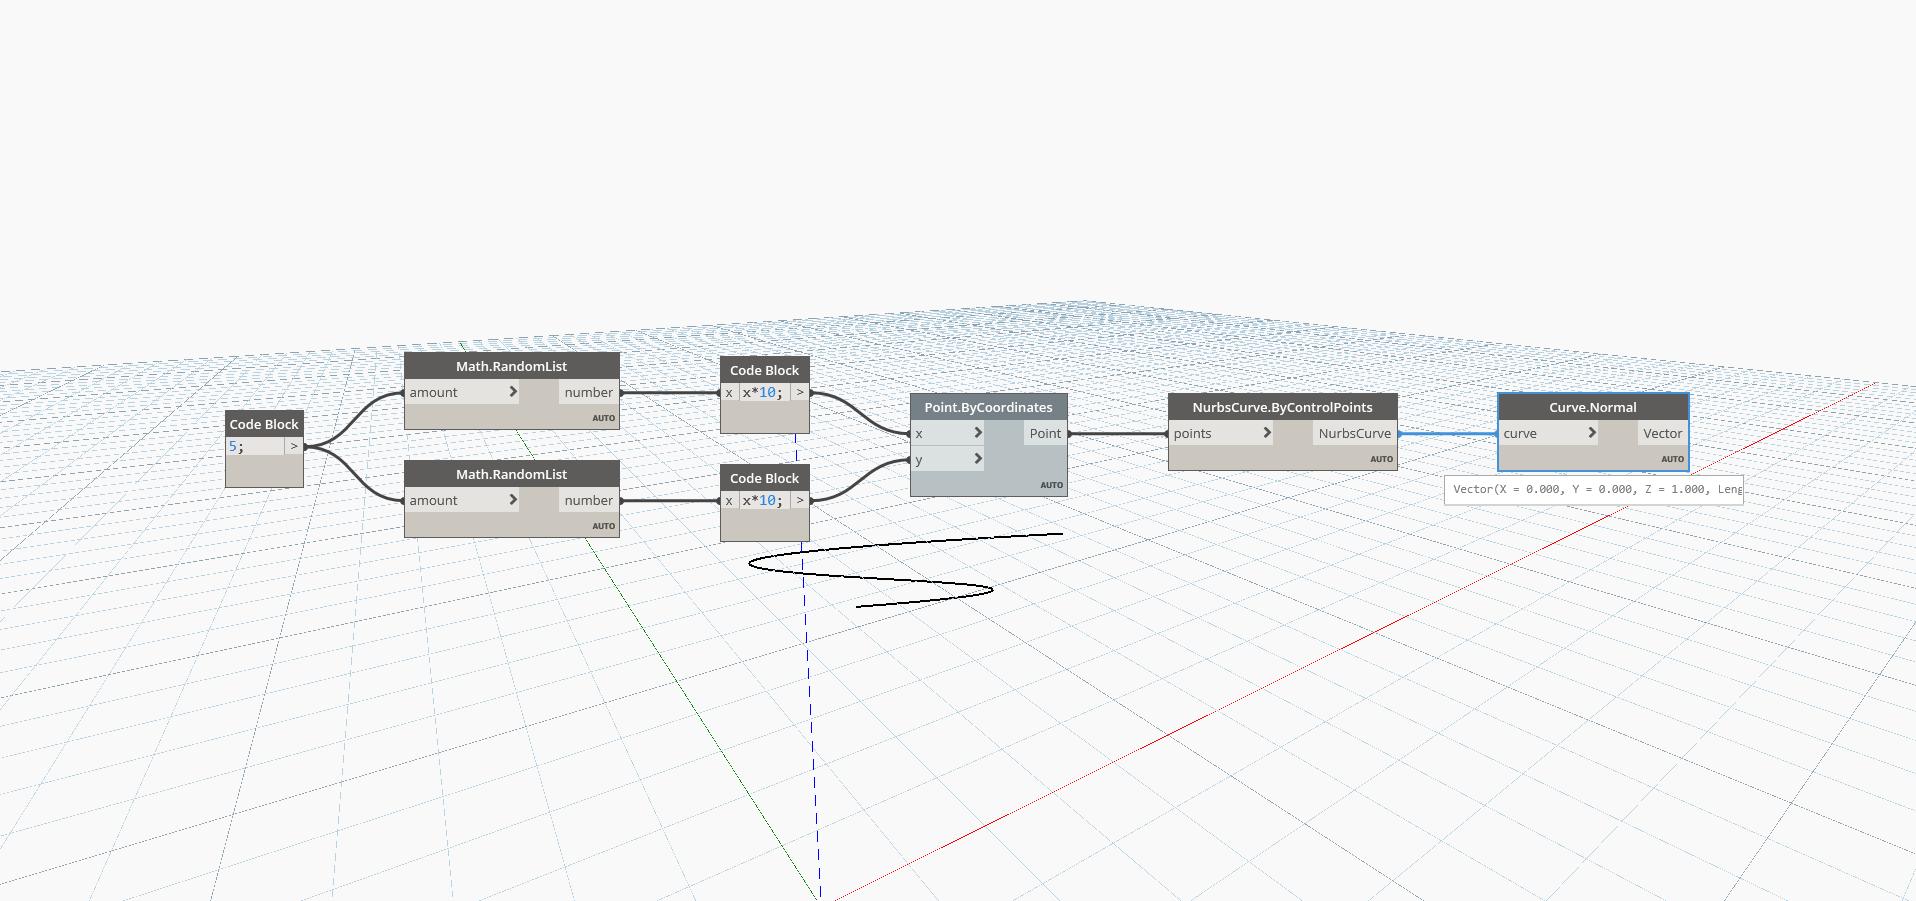 Code Block
5; >
Math.RandomList
amount > number
AUTO
Math.RandomList
amount > number
AUTO
Code Block
x x*10; >
Code Block
x x*10; >
Point.ByCoordinates
x > Point
y >
AUTO
NurbsCurve.ByControlPoints
points > NurbsCurve
AUTO
Curve.Normal
curve > Vector
AUTO
Vector(X = 0.000, Y = 0.000, Z = 1.000, Leng